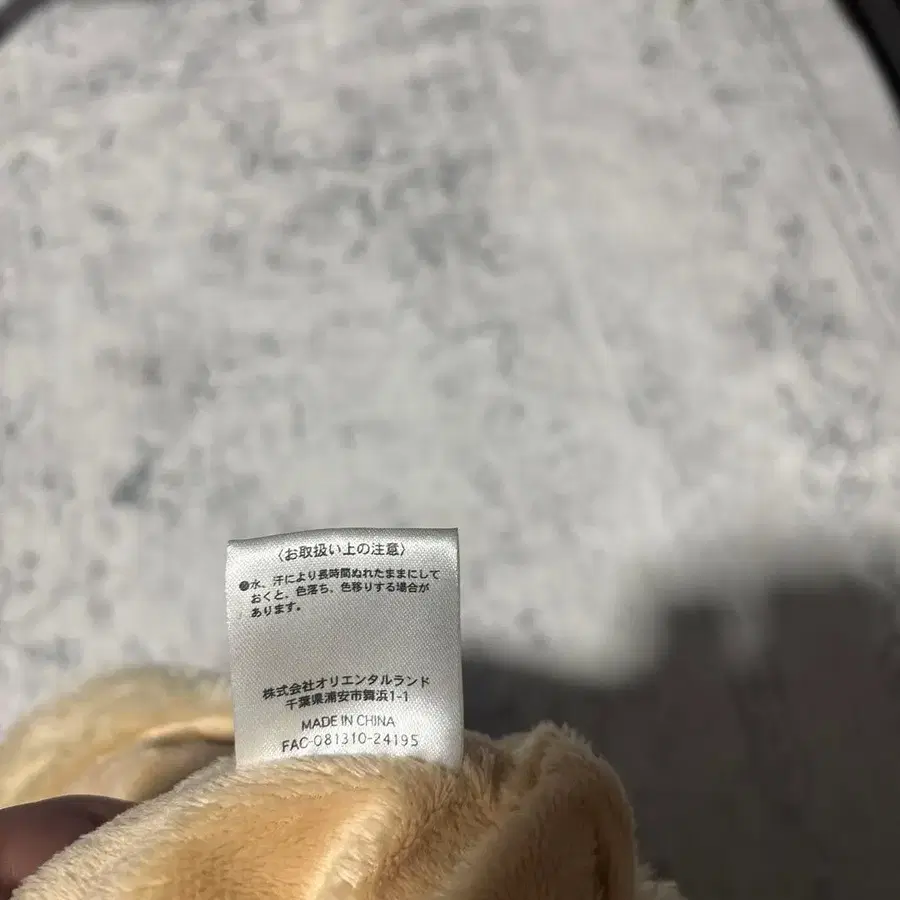 〈お取扱い上の注意〉
●水、汗により長時間ぬれたままにして
おくと、色落ち、色移りする場合が
あります。
株式会社オリエンタルランド
千葉県浦安市舞浜1-1
MADE IN CHINA
FAC-081310-24195